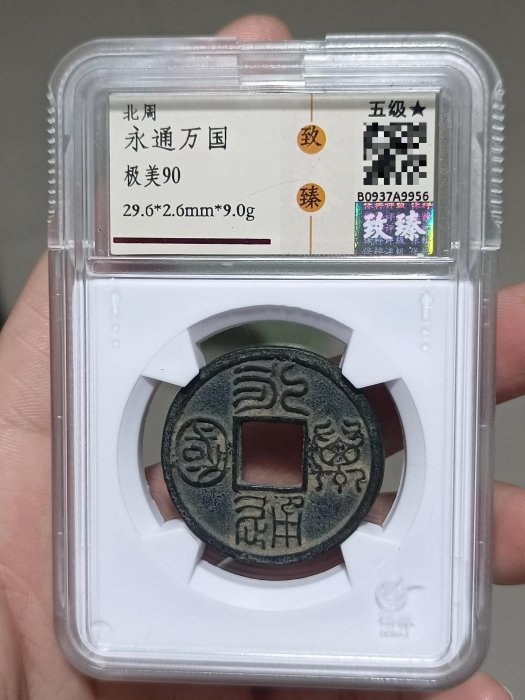 北周
永通万国
极美90
29.6*2.6mm*9.0g
致
臻
五级★
B0937A9956
致臻
永
通
萬
國